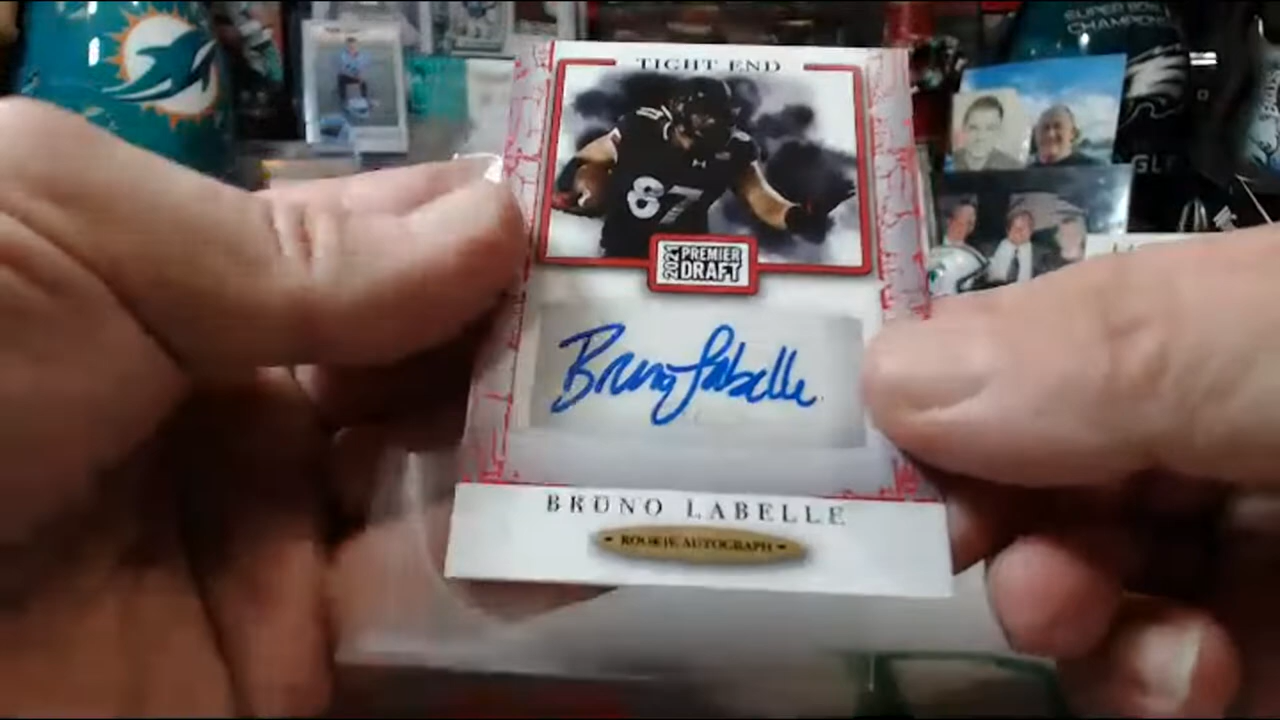 SUPER BOWL
CHAMPIONS
TIGHT END
87
2021 PREMIER
DRAFT
Bruno Labelle
BRUNO LABELLE
- ROOKIE AUTOGRAPH -